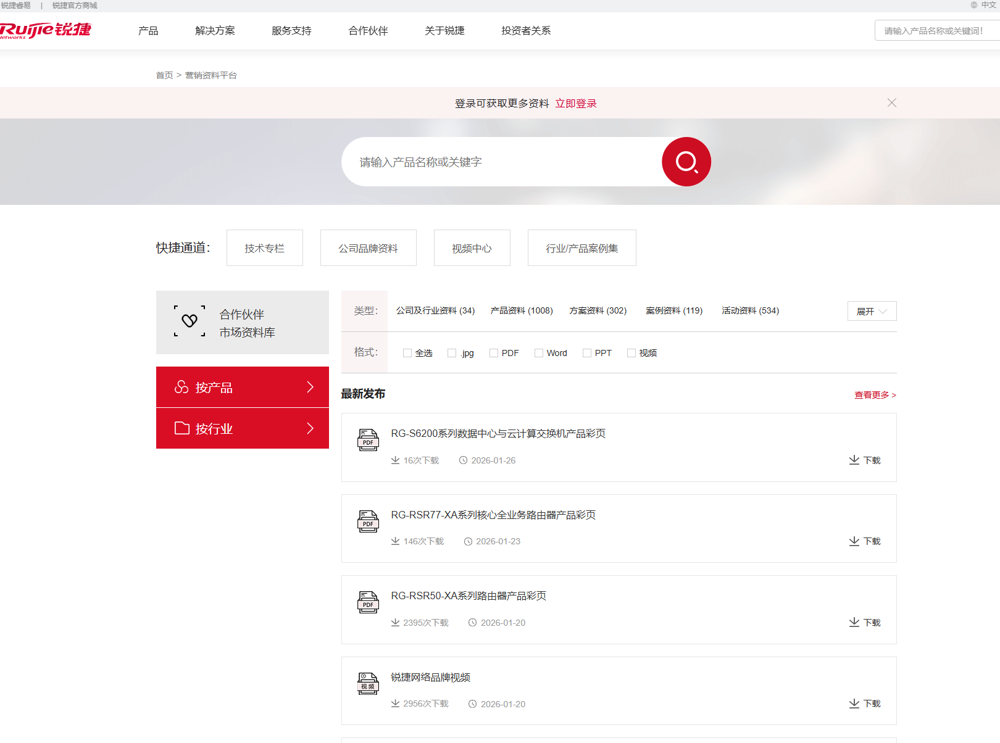 锐捷睿易 | 锐捷官方商城 中文
Ruijie锐捷
Networks
产品 解决方案 服务支持 合作伙伴 关于锐捷 投资者关系 请输入产品名称或关键词!
首页 > 营销资料平台
登录可获取更多资料 立即登录
请输入产品名称或关键字
快捷通道: 技术专栏 公司品牌资料 视频中心 行业/产品案例集
合作伙伴
市场资料库
按产品
按行业
类型: 公司及行业资料 (34) 产品资料 (1008) 方案资料 (302) 案例资料 (119) 活动资料 (534) 展开
格式: 全选 .jpg PDF Word PPT 视频
最新发布 查看更多 >
PDF RG-S6200系列数据中心与云计算交换机产品彩页
16次下载 2026-01-26 下载
PDF RG-RSR77-XA系列核心全业务路由器产品彩页
146次下载 2026-01-23 下载
PDF RG-RSR50-XA系列路由器产品彩页
2395次下载 2026-01-20 下载
视频 锐捷网络品牌视频
2956次下载 2026-01-20 下载